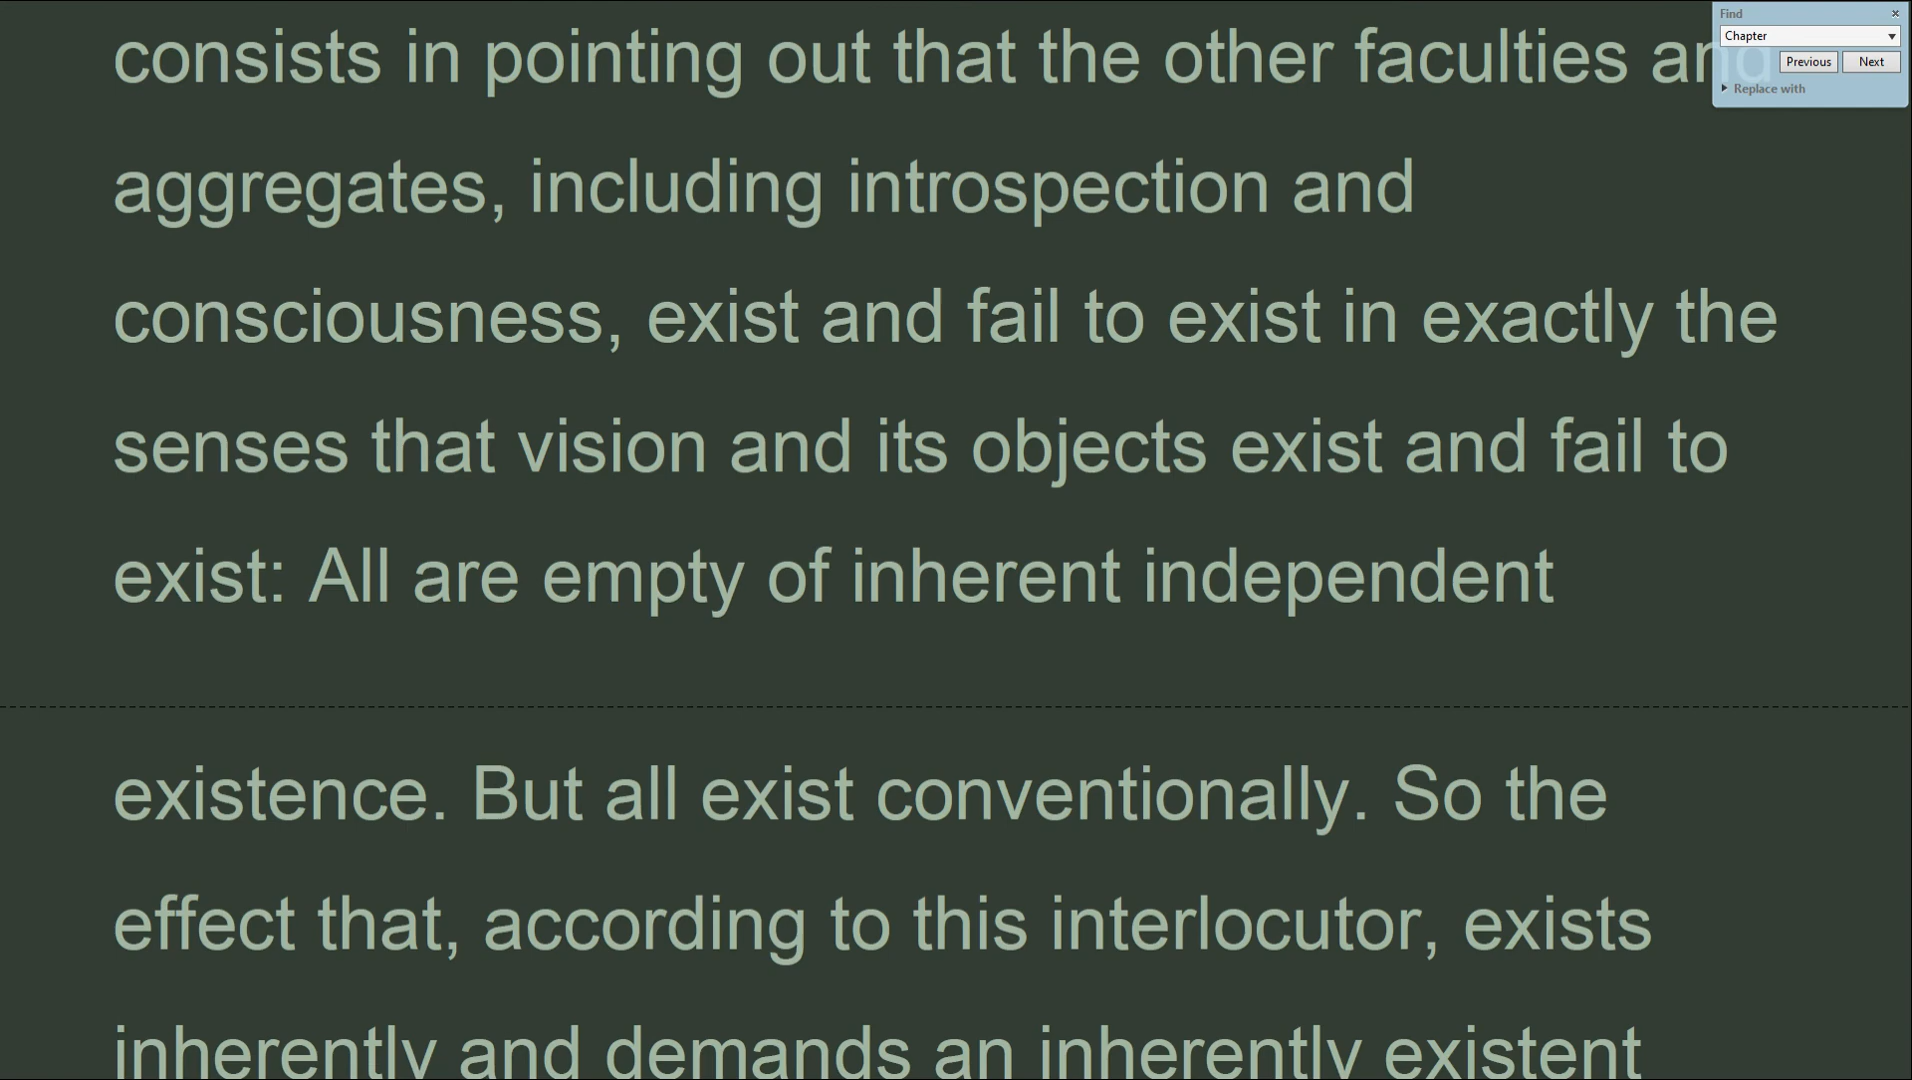 consists in pointing out that the other faculties and
aggregates, including introspection and
consciousness, exist and fail to exist in exactly the
senses that vision and its objects exist and fail to
exist: All are empty of inherent independent
existence. But all exist conventionally. So the
effect that, according to this interlocutor, exists
inherently and demands an inherently existent
Find
Chapter
Previous Next
Replace with